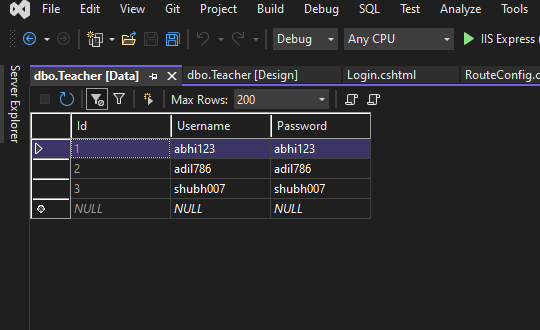 File Edit View Git Project Build Debug SQL Test Analyze Tools Exten
Debug Any CPU IIS Express (
Server Explorer
dbo.Teacher [Data] dbo.Teacher [Design] Login.cshtml RouteConfig.c
Max Rows: 200
Id Username Password
1 abhi123 abhi123
2 adil786 adil786
3 shubh007 shubh007
NULL NULL NULL